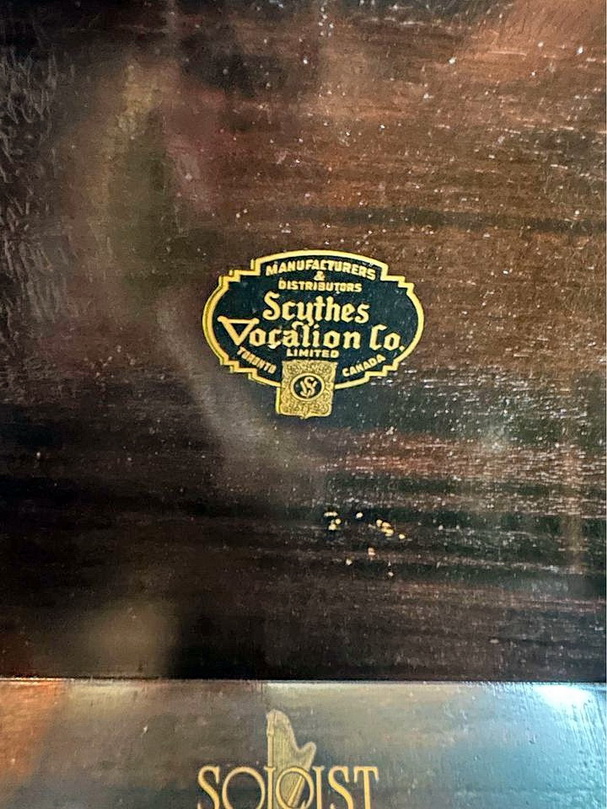 MANUFACTURERS
&
DISTRIBUTORS
Scythes
Vocalion Co.
LIMITED
TORONTO CANADA
S
SOLOIST